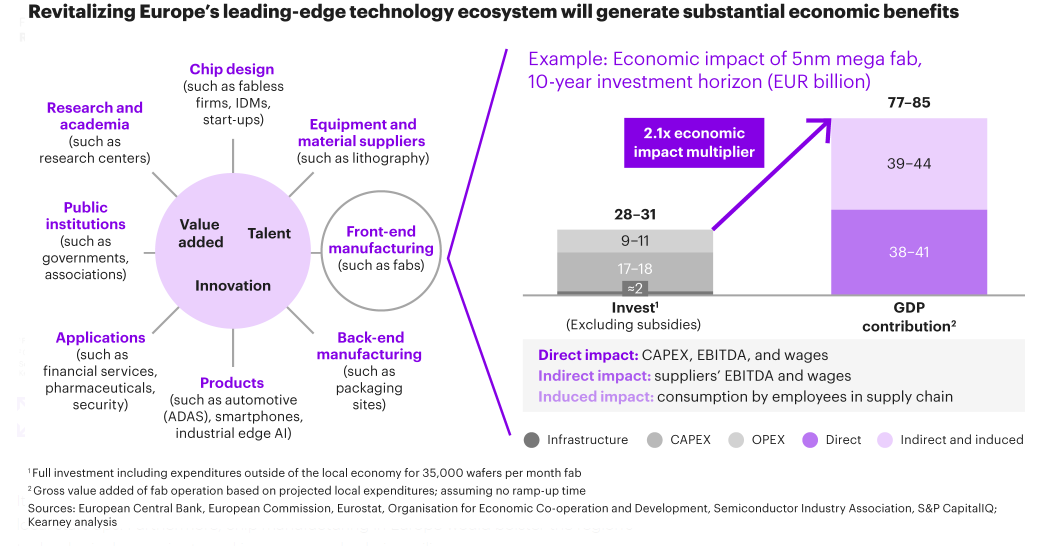 Revitalizing Europe's leading-edge technology ecosystem will generate substantial economic benefits
Chip design
(such as fabless
firms, IDMs,
start-ups)
Research and
academia
(such as
research centers)
Equipment and
material suppliers
(such as lithography)
Public
institutions
(such as
governments,
associations)
Value
added
Talent
Innovation
Front-end
manufacturing
(such as fabs)
Applications
(such as
financial services,
pharmaceuticals,
security)
Products
(such as automotive
(ADAS), smartphones,
industrial edge AI)
Back-end
manufacturing
(such as
packaging
sites)
Example: Economic impact of 5nm mega fab,
10-year investment horizon (EUR billion)
77–85
2.1x economic
impact multiplier
39–44
28–31
9–11
17–18
≈2
38–41
Invest¹
(Excluding subsidies)
GDP
contribution²
Direct impact: CAPEX, EBITDA, and wages
Indirect impact: suppliers' EBITDA and wages
Induced impact: consumption by employees in supply chain
Infrastructure CAPEX OPEX Direct Indirect and induced
¹ Full investment including expenditures outside of the local economy for 35,000 wafers per month fab
² Gross value added of fab operation based on projected local expenditures; assuming no ramp-up time
Sources: European Central Bank, European Commission, Eurostat, Organisation for Economic Co-operation and Development, Semiconductor Industry Association, S&P CapitalIQ;
Kearney analysis